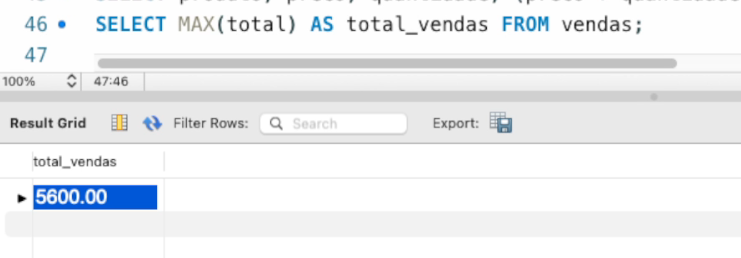 46 SELECT MAX(total) AS total_vendas FROM vendas;
47
100% 47:46
Result Grid Filter Rows: Search Export:
total_vendas
5600.00